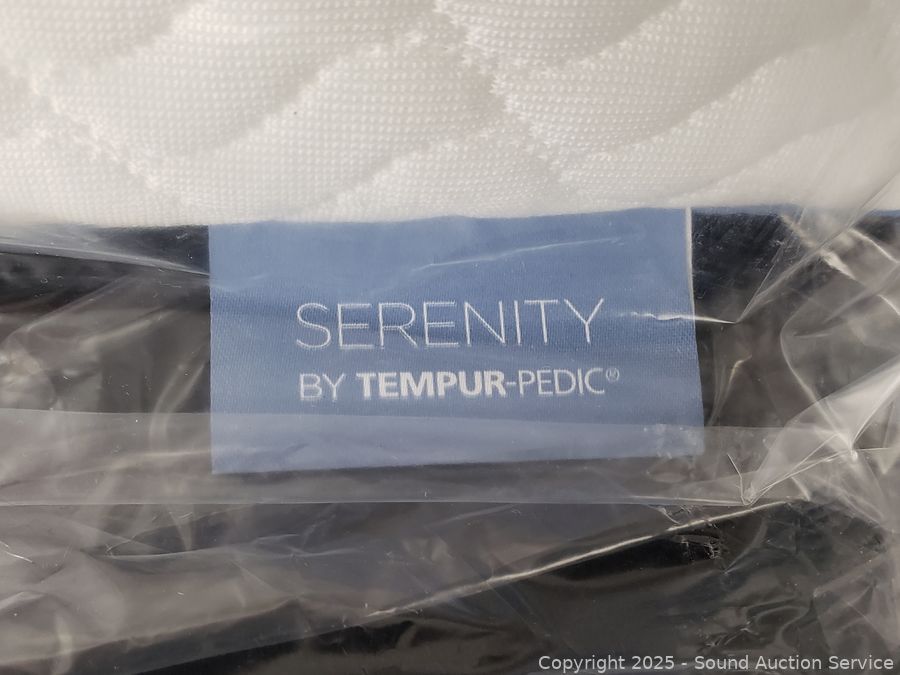 SERENITY
BY TEMPUR-PEDIC®
Copyright 2025 - Sound Auction Service